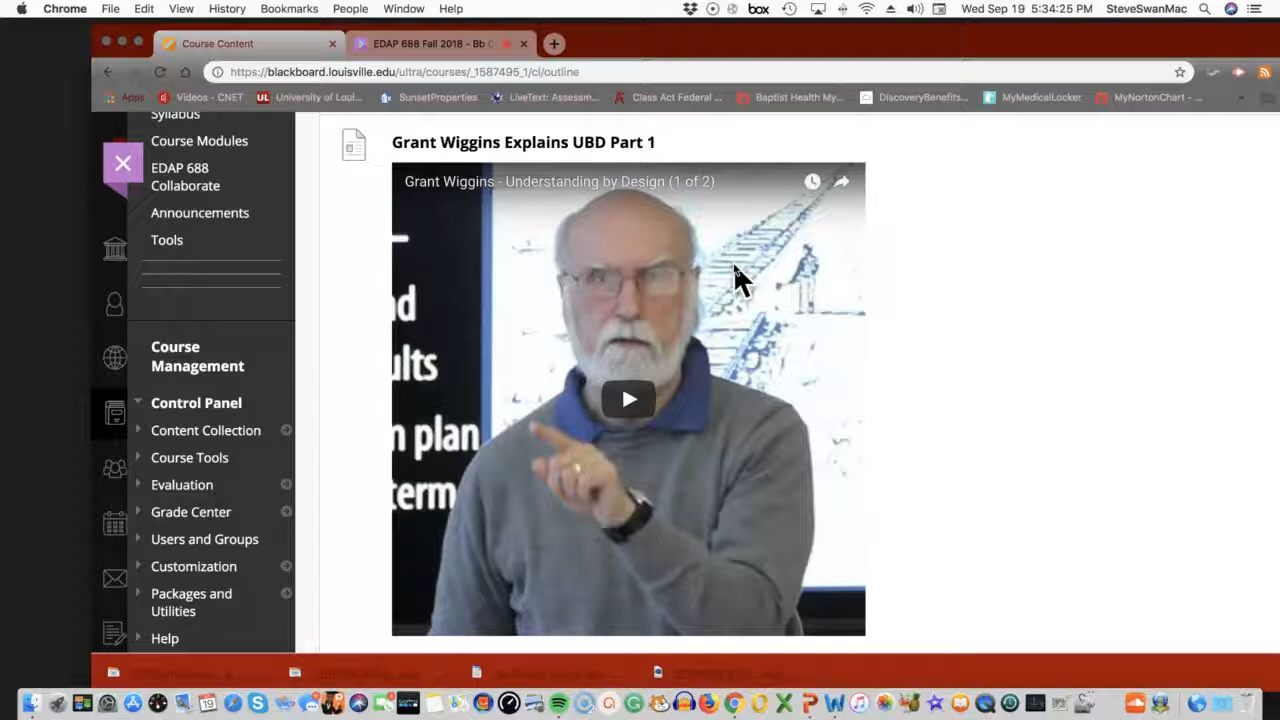 Chrome File Edit View History Bookmarks People Window Help box Wed Sep 19 5:34:25 PM SteveSwanMac
Course Content EDAP 688 Fall 2018 - Bb C
https://blackboard.louisville.edu/ultra/courses/_1587495_1/cl/outline
Apps Videos - CNET UL University of Loui... SunsetProperties LiveText: Assessm... Class Act Federal ... Baptist Health My... DiscoveryBenefits... MyMedicalLocker MyNortonChart - ...
Syllabus
Course Modules
EDAP 688
Collaborate
Announcements
Tools
Course
Management
Control Panel
Content Collection
Course Tools
Evaluation
Grade Center
Users and Groups
Customization
Packages and
Utilities
Help
Grant Wiggins Explains UBD Part 1
Grant Wiggins - Understanding by Design (1 of 2)
nd
ults
n plan
term
19